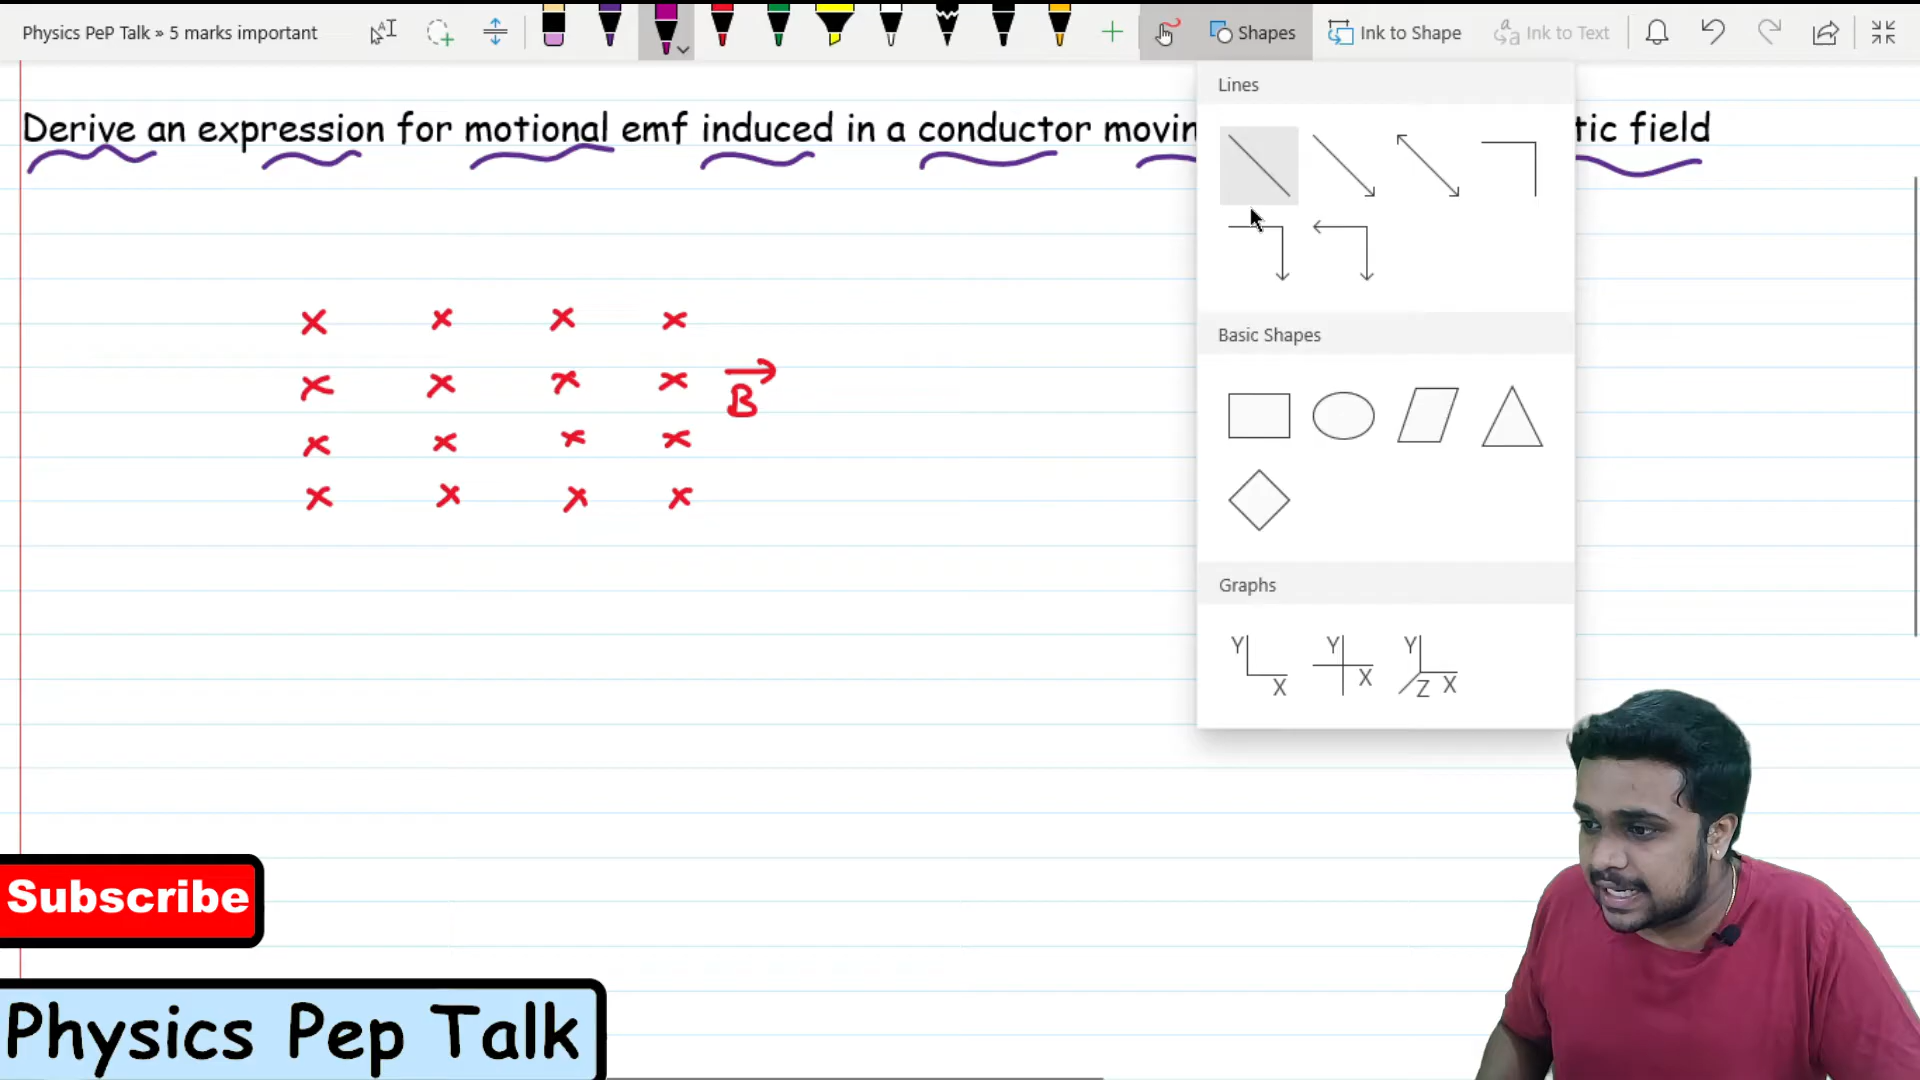 Physics PeP Talk » 5 marks important
Shapes
Ink to Shape
Ink to Text
Lines
Derive an expression for motional emf induced in a conductor movin tic field
x x x x
x x x x
B
x x x x
x x x x
Basic Shapes
Graphs
Y X
Y X
Y Z X
Subscribe
Physics Pep Talk